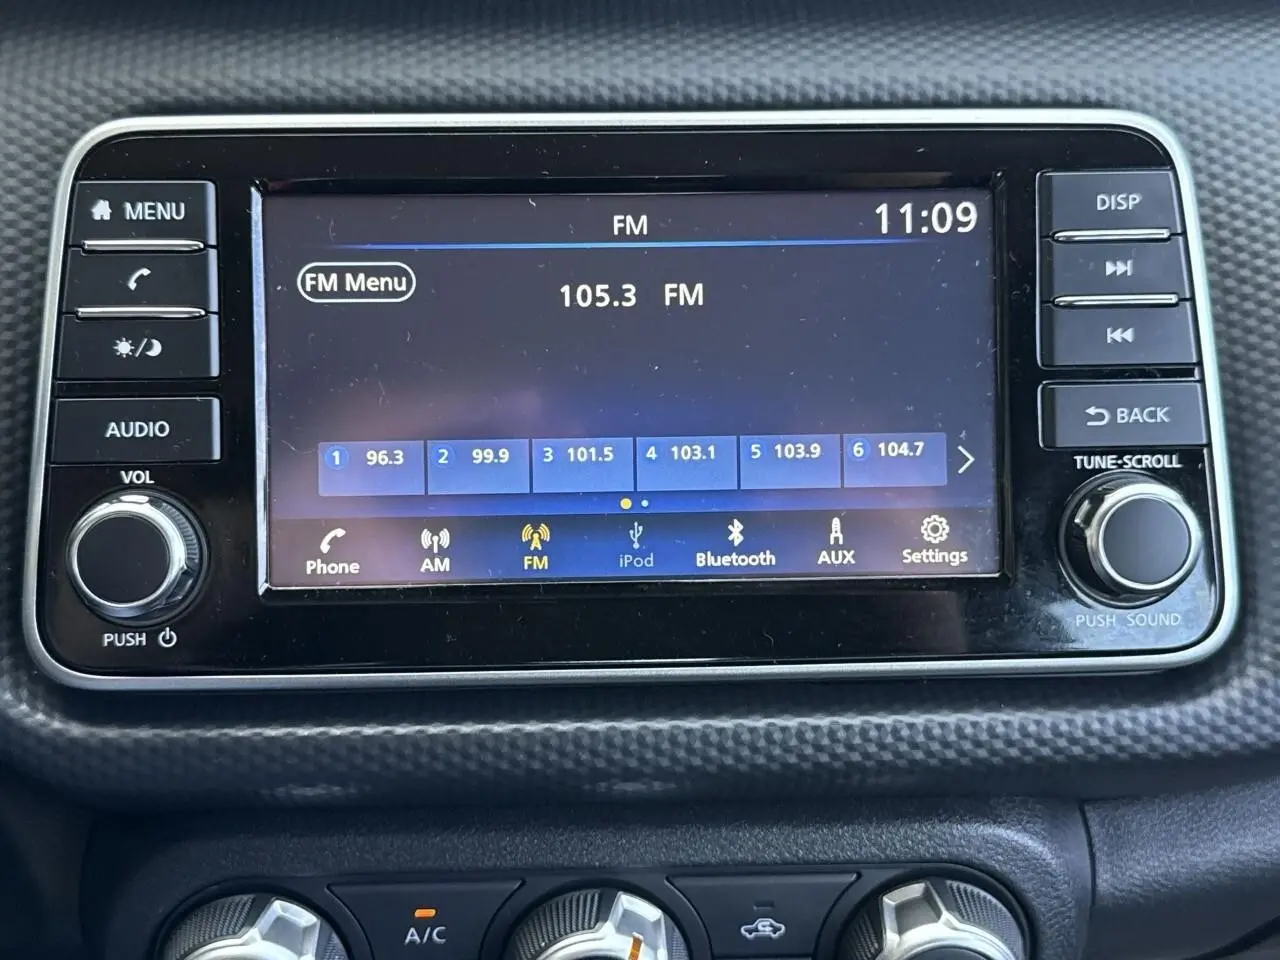 MENU
AUDIO
VOL
PUSH
FM
11:09
FM Menu
105.3 FM
1 96.3
2 99.9
3 101.5
4 103.1
5 103.9
6 104.7
Phone
AM
FM
iPod
Bluetooth
AUX
Settings
DISP
BACK
TUNE·SCROLL
PUSH SOUND
A/C